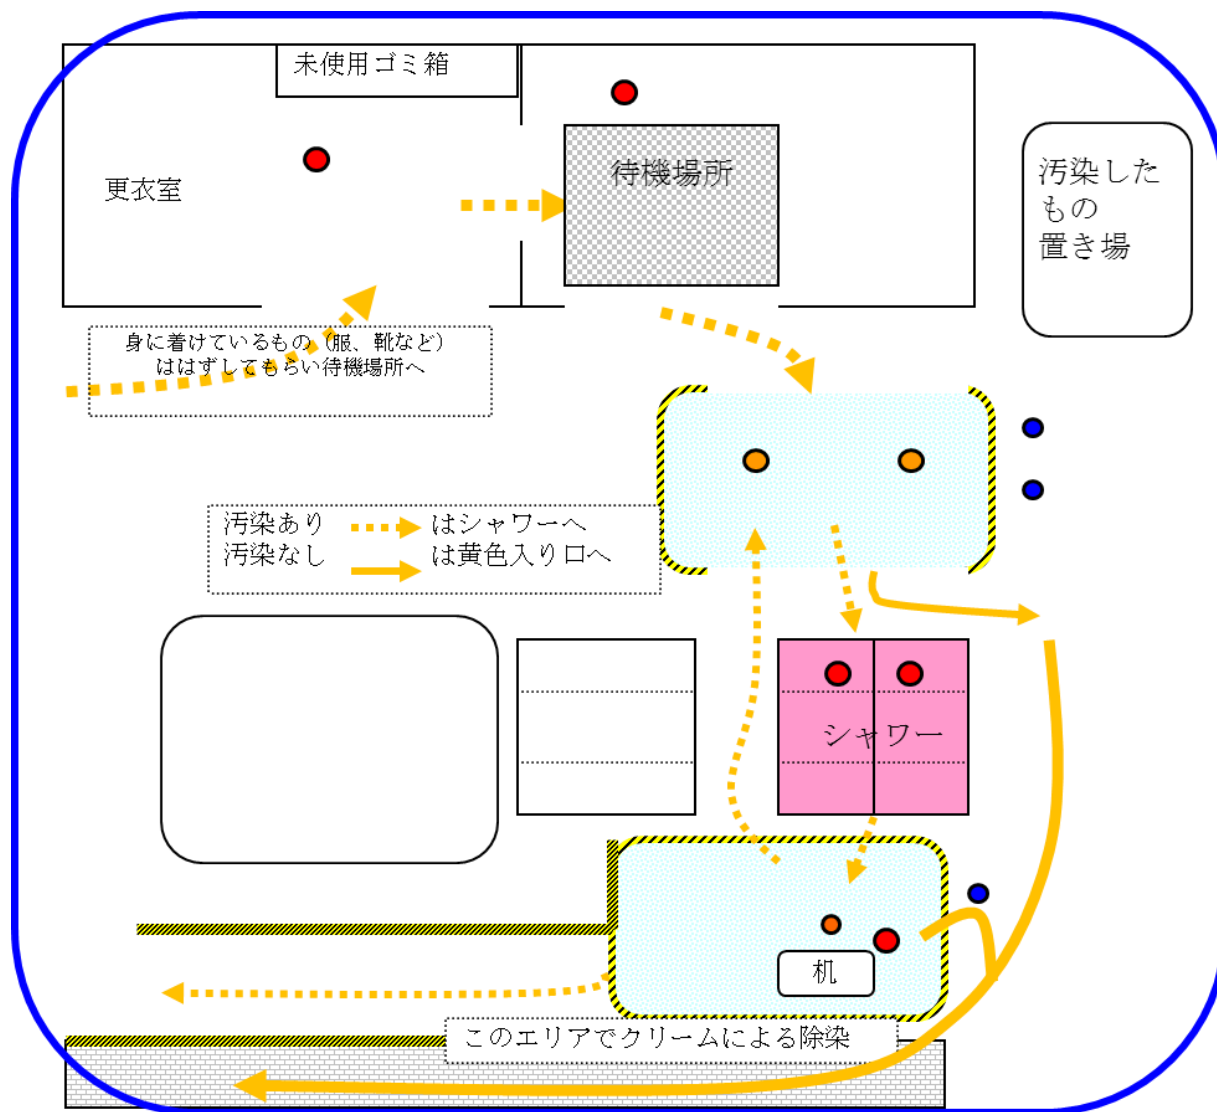 未使用ゴミ箱
待機場所
更衣室
汚染した
もの
置き場
身に着けているもの（服、靴など）
ははずしてもらい待機場所へ
汚染あり　はシャワーへ
汚染なし　は黄色入り口へ
シャワー
机
このエリアでクリームによる除染